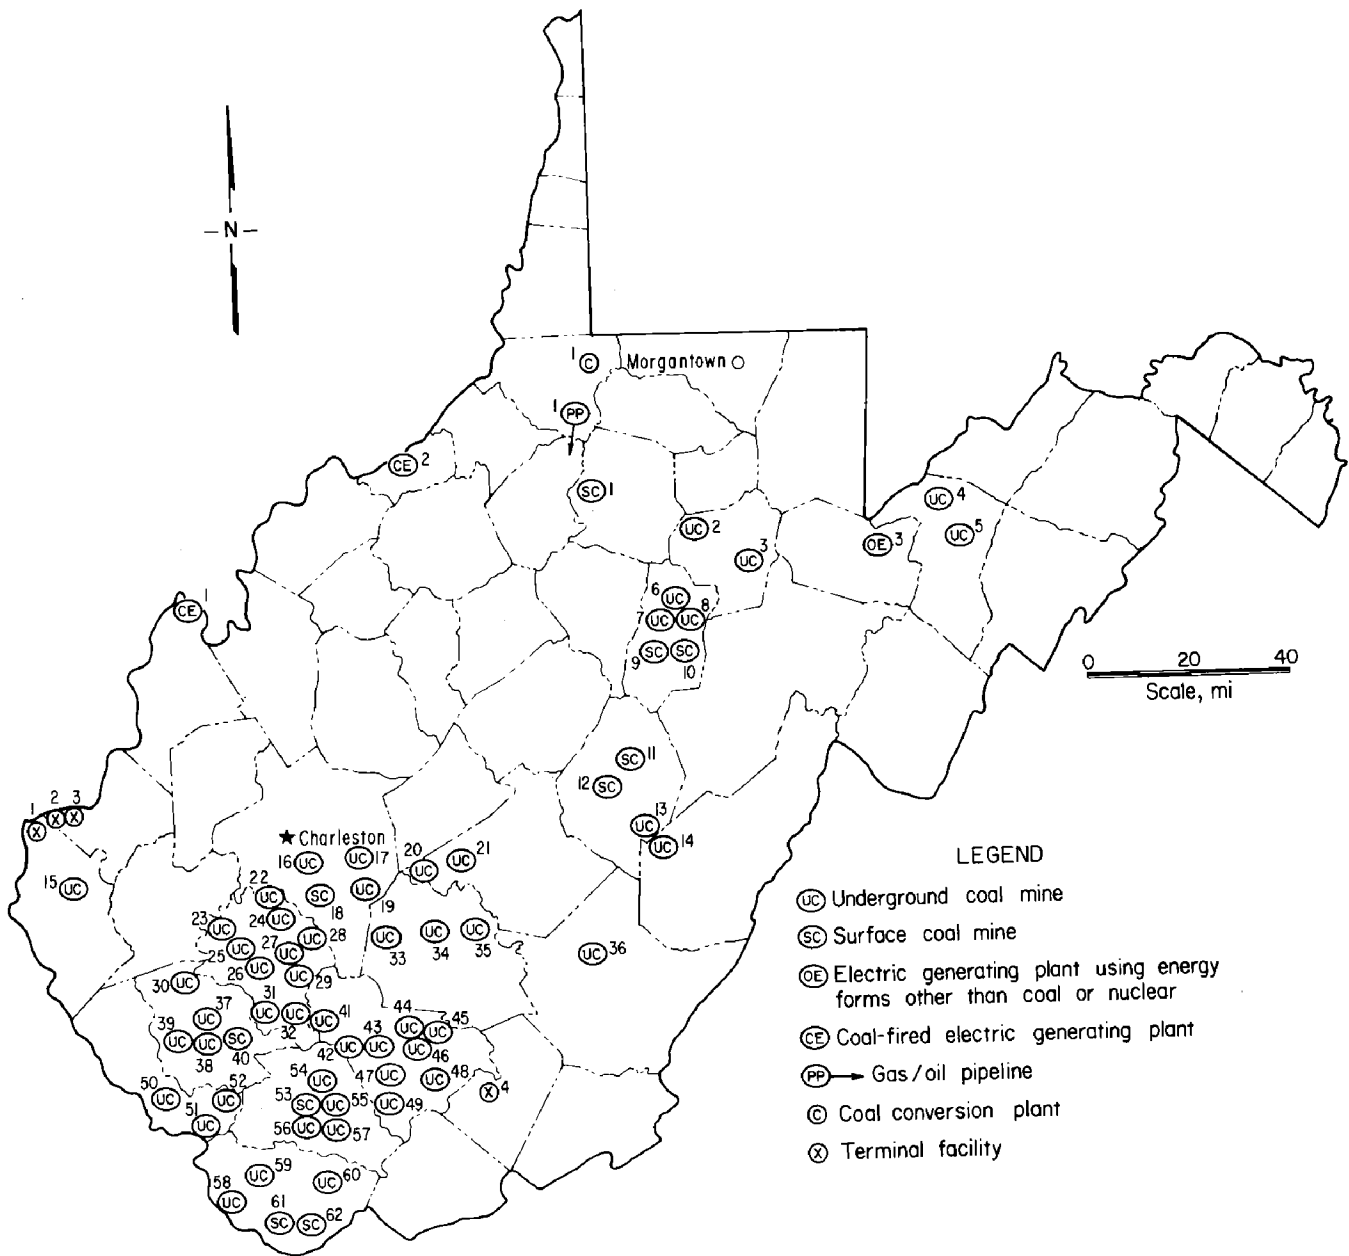 — N —
1 C Morgantown
1 PP
CE 2
SC 1
UC 4
UC 2
UC 5
OE 3
UC 3
CE 1
6 UC
7 UC UC 8
9 SC SC 10
0 20 40
Scale, mi
SC 11
12 SC
1 X 2 X 3 X
13 UC
UC 14
★ Charleston
16 UC UC 17
20 UC 21 UC
15 UC
22 UC SC 18 UC 19
23 UC 24 UC
UC 28
33 UC 34 UC 35 UC
25 UC 27 UC
26 UC UC 29
UC 36
30 UC
31 UC UC 32
37 UC
UC 41
44 UC UC 45
39 UC UC 38 SC 40
42 UC 43 UC UC 46
54 UC 47 UC UC 48
X 4
50 UC 52 UC
53 SC UC 55 UC 49
51 UC
56 UC UC 57
UC 59
UC 60
58 UC
61 SC SC 62
LEGEND
UC Underground coal mine
SC Surface coal mine
OE Electric generating plant using energy
forms other than coal or nuclear
CE Coal-fired electric generating plant
PP Gas/oil pipeline
C Coal conversion plant
X Terminal facility